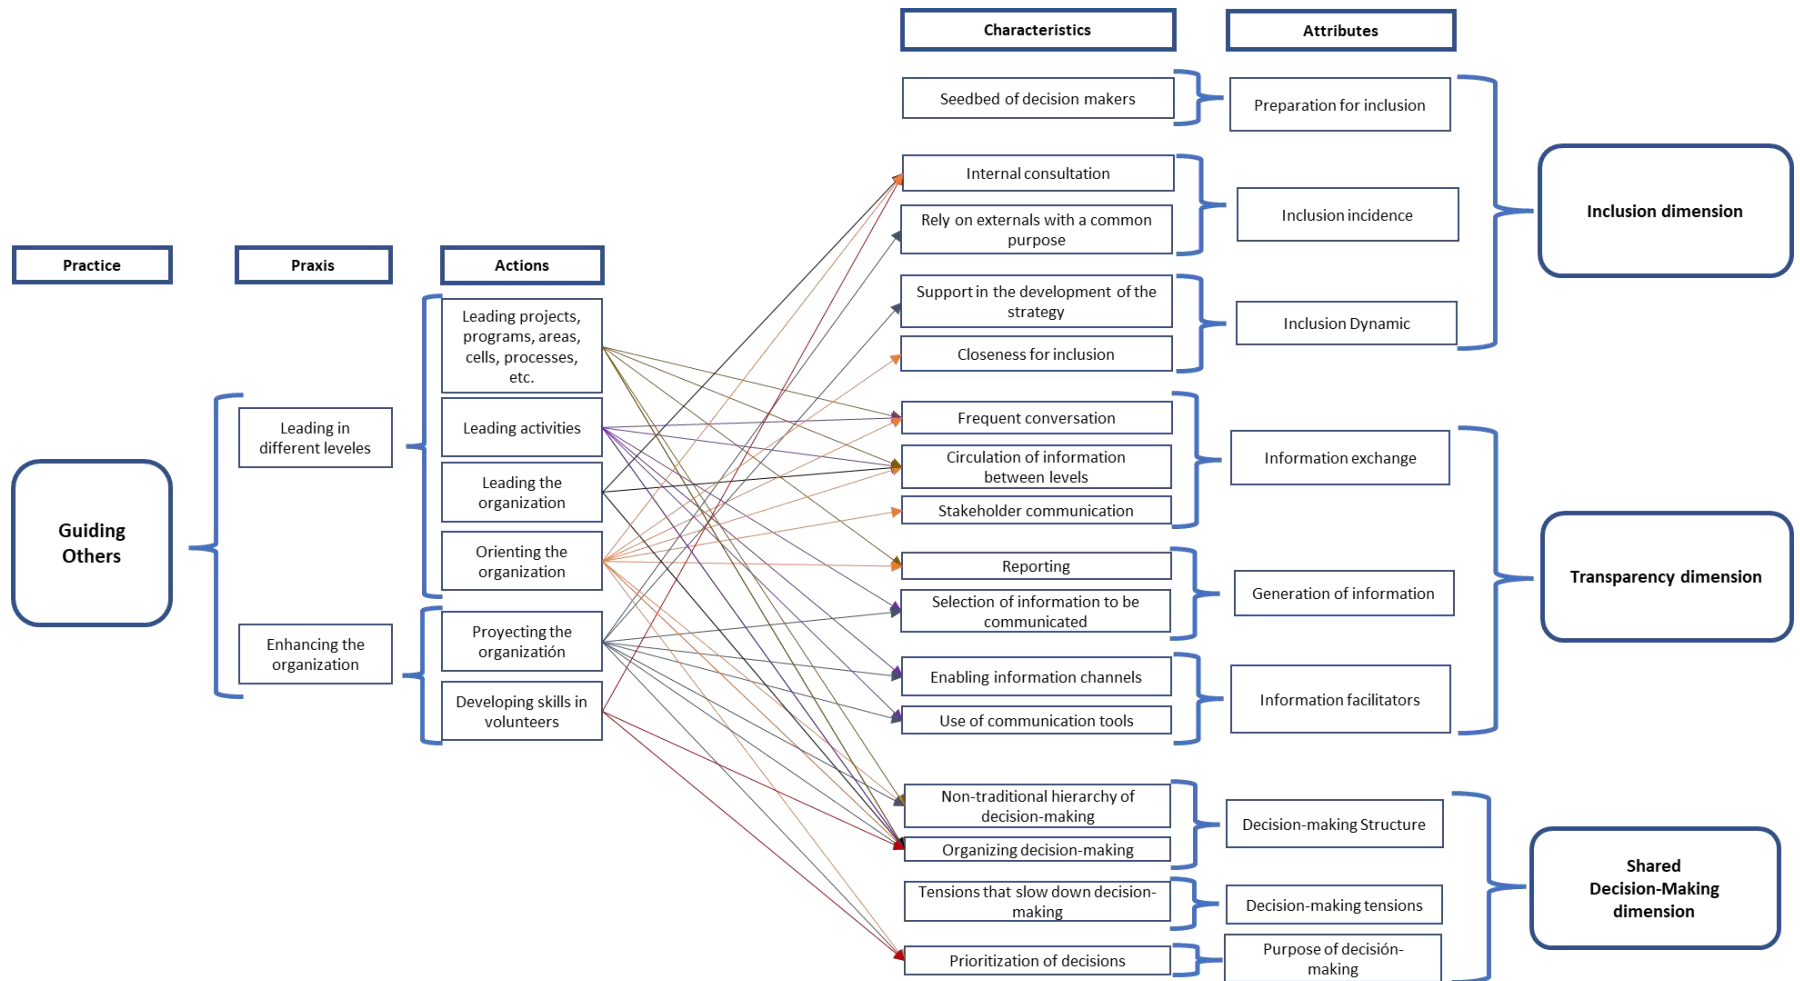 Characteristics
Attributes
Seedbed of decision makers
Preparation for inclusion
Internal consultation
Rely on externals with a common
purpose
Inclusion incidence
Inclusion dimension
Support in the development of the
strategy
Closeness for inclusion
Inclusion Dynamic
Practice
Praxis
Actions
Leading projects,
programs, areas,
cells, processes,
etc.
Leading activities
Leading the
organization
Orienting the
organization
Leading in
different leveles
Guiding
Others
Enhancing the
organization
Proyecting the
organizatión
Developing skills in
volunteers
Frequent conversation
Circulation of information
between levels
Stakeholder communication
Information exchange
Reporting
Selection of information to be
communicated
Generation of information
Transparency dimension
Enabling information channels
Use of communication tools
Information facilitators
Non-traditional hierarchy of
decision-making
Organizing decision-making
Decision-making Structure
Tensions that slow down decision-
making
Decision-making tensions
Shared
Decision-Making
dimension
Prioritization of decisions
Purpose of decisión-
making